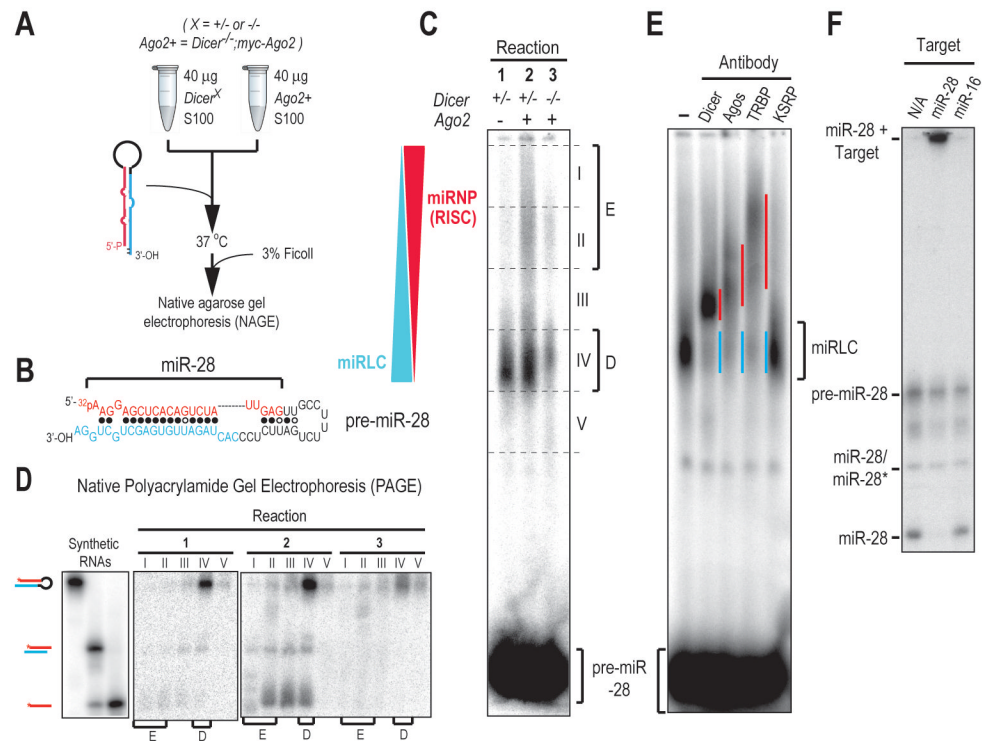 A
( X = +/- or -/-
Ago2+ = Dicer-/-;myc-Ago2 )
40 μg
DicerX
S100
40 μg
Ago2+
S100
5'-P
3'-OH
37 oC
3% Ficoll
Native agarose gel
electrophoresis (NAGE)
B
miR-28
5'- 32pAAGGAGCUCACAGUCUA--------UUGAGUUGCCU
U
3'-OH AGGUCGUCGAGUGUUAGAUCACCCUCUUAGUCUU
pre-miR-28
C
Reaction
1 2 3
Dicer +/- +/- -/-
Ago2 - + +
miRNP
(RISC)
miRLC
I
II
III
IV
V
E
D
pre-miR
-28
D
Native Polyacrylamide Gel Electrophoresis (PAGE)
Reaction
Synthetic
RNAs
1 2 3
I II III IV V I II III IV V I II III IV V
E D E D E D
E
Antibody
– Dicer Agos TRBP KSRP
miRLC
F
Target
N/A miR-28 miR-16
miR-28 +
Target
pre-miR-28
miR-28/
miR-28*
miR-28